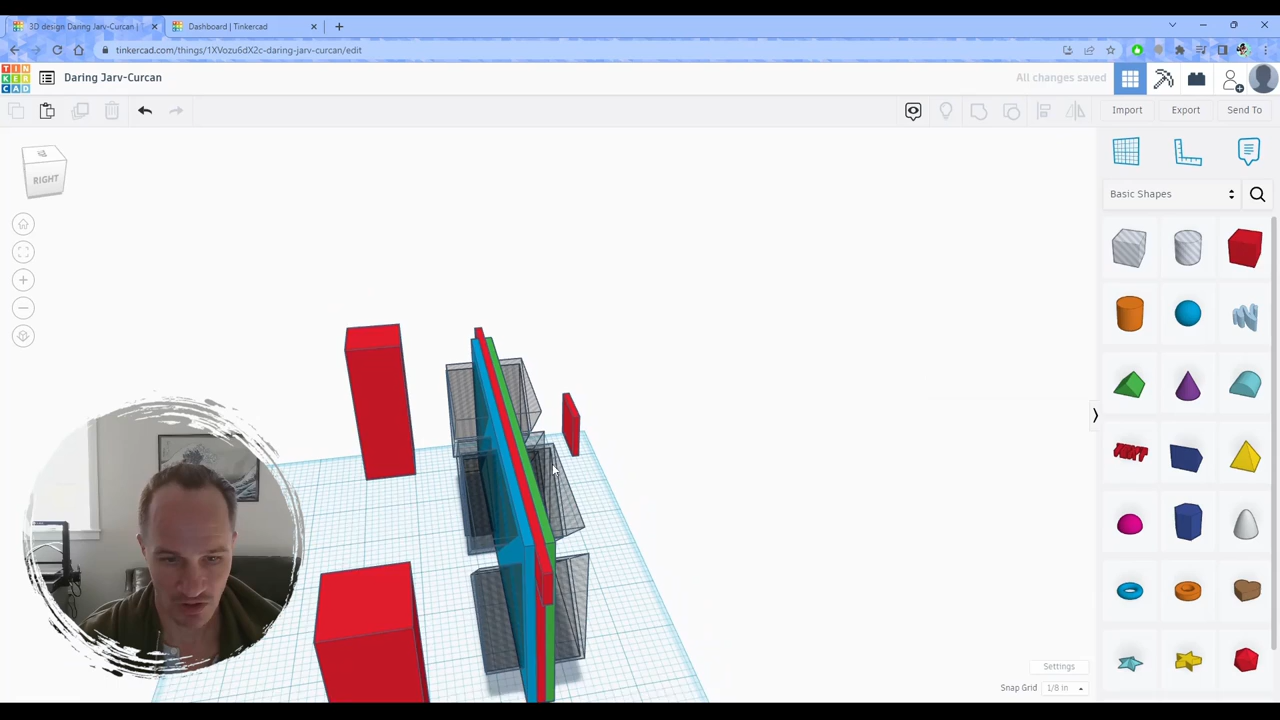 3D design Daring Jarv-Curcan |
Dashboard | Tinkercad
tinkercad.com/things/1XVozu6dX2c-daring-jarv-curcan/edit
TIN
KER
CAD
Daring Jarv-Curcan
All changes saved
Import
Export
Send To
RIGHT
Basic Shapes
TEXT
Settings
Snap Grid
1/8 in